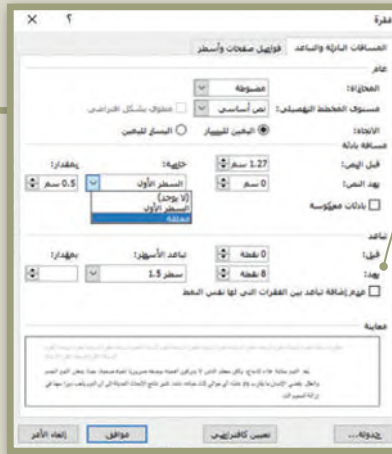 فقرة
؟ ×
المسافات البادئة والتباعد فواصل صفحات وأسطر
عام
المحاذاة: مضبوطة
مستوى المخطط التفصيلي: نص أساسي مطوي بشكل افتراضي
الاتجاه: اليمين لليسار اليسار لليمين
مسافة بادئة
قبل النص: 1.27 سم خاصة: بمقدار:
بعد النص: 0 سم السطر الأول 0.5 سم
(لا يوجد)
السطر الأول
معلقة
بادئات معكوسة
تباعد
قبل: 0 نقطة تباعد الأسطر: بمقدار:
بعد: 8 نقطة سطر 1.5
عدم إضافة تباعد بين الفقرات التي لها نفس النمط
معاينة
جدولة... تعيين كافتراضي موافق إلغاء الأمر